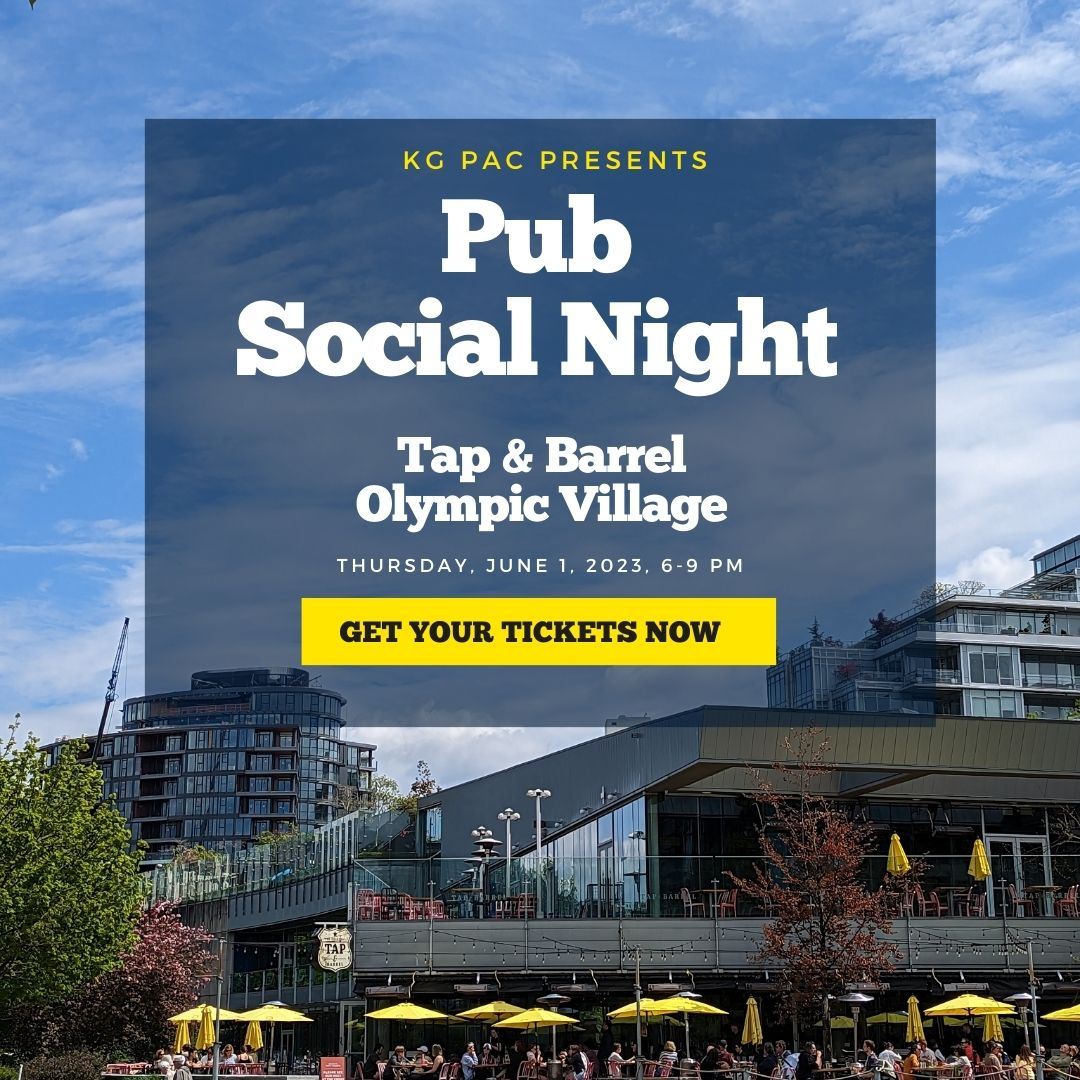 KG PAC PRESENTS
Pub
Social Night
Tap & Barrel
Olympic Village
THURSDAY, JUNE 1, 2023, 6-9 PM
GET YOUR TICKETS NOW
TAP
BARREL